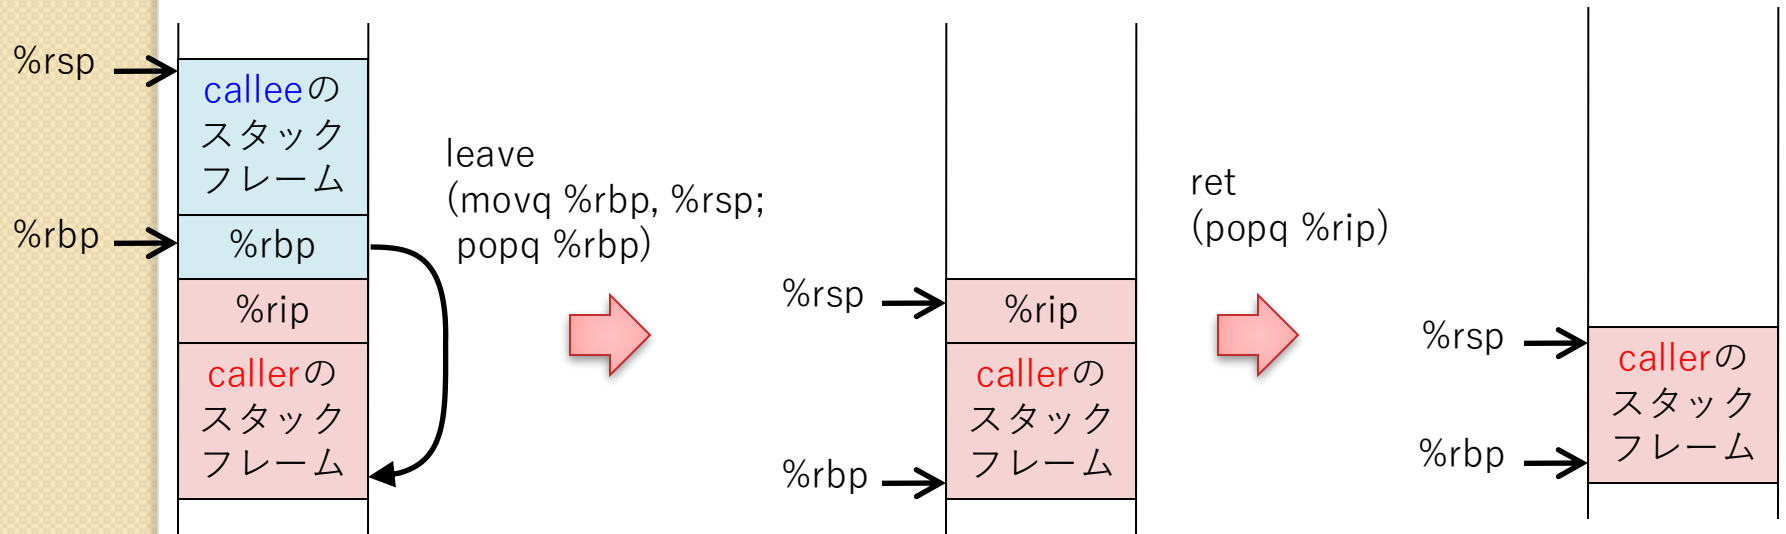 %rsp
calleeの
スタック
フレーム
%rbp
%rbp
%rip
callerの
スタック
フレーム
leave
(movq %rbp, %rsp;
popq %rbp)
%rsp
%rip
callerの
スタック
フレーム
%rbp
ret
(popq %rip)
%rsp
callerの
スタック
フレーム
%rbp